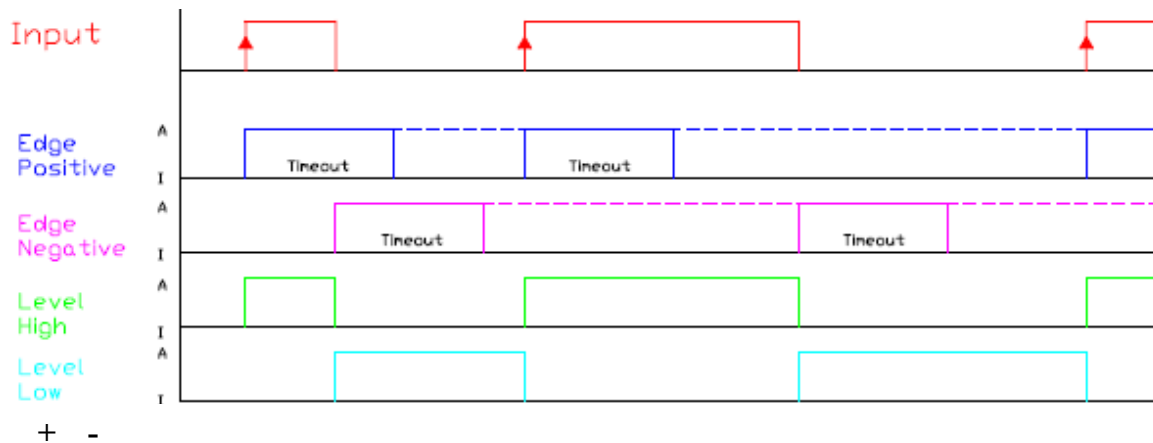 Input
Edge
Positive
A
I
Timeout
Timeout
Edge
Negative
A
I
Timeout
Timeout
Level
High
A
I
Level
Low
A
I
+ -